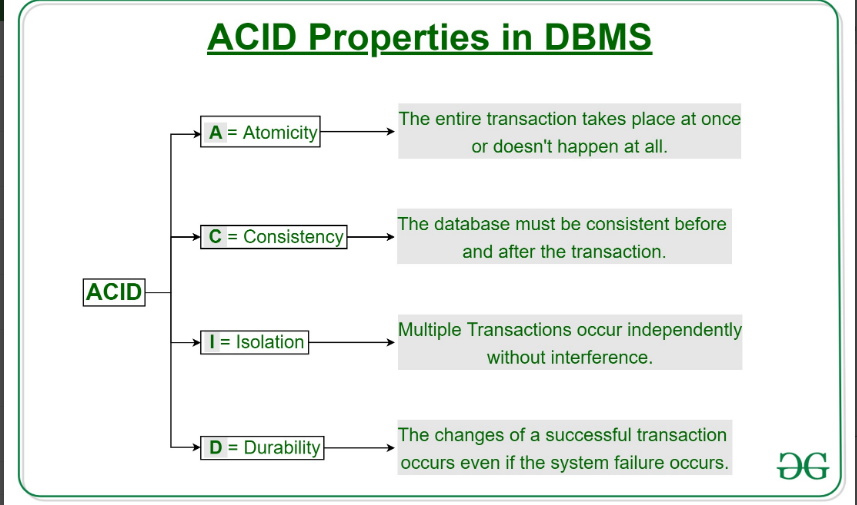 ACID Properties in DBMS
A = Atomicity
The entire transaction takes place at once
or doesn't happen at all.
C = Consistency
The database must be consistent before
and after the transaction.
ACID
I = Isolation
Multiple Transactions occur independently
without interference.
D = Durability
The changes of a successful transaction
occurs even if the system failure occurs.